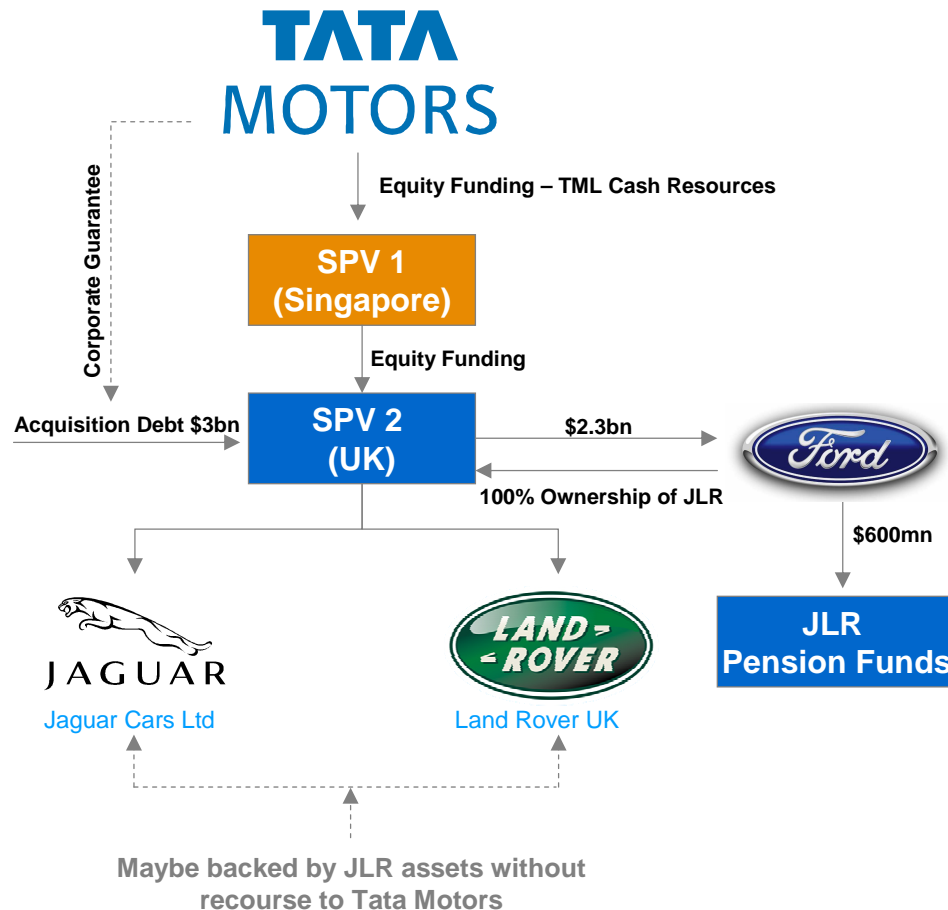 TATA
MOTORS
Corporate Guarantee
Equity Funding – TML Cash Resources
SPV 1
(Singapore)
Equity Funding
Acquisition Debt $3bn
SPV 2
(UK)
$2.3bn
Ford
100% Ownership of JLR
$600mn
JAGUAR
Jaguar Cars Ltd
LAND-
-ROVER
Land Rover UK
JLR
Pension Funds
Maybe backed by JLR assets without
recourse to Tata Motors